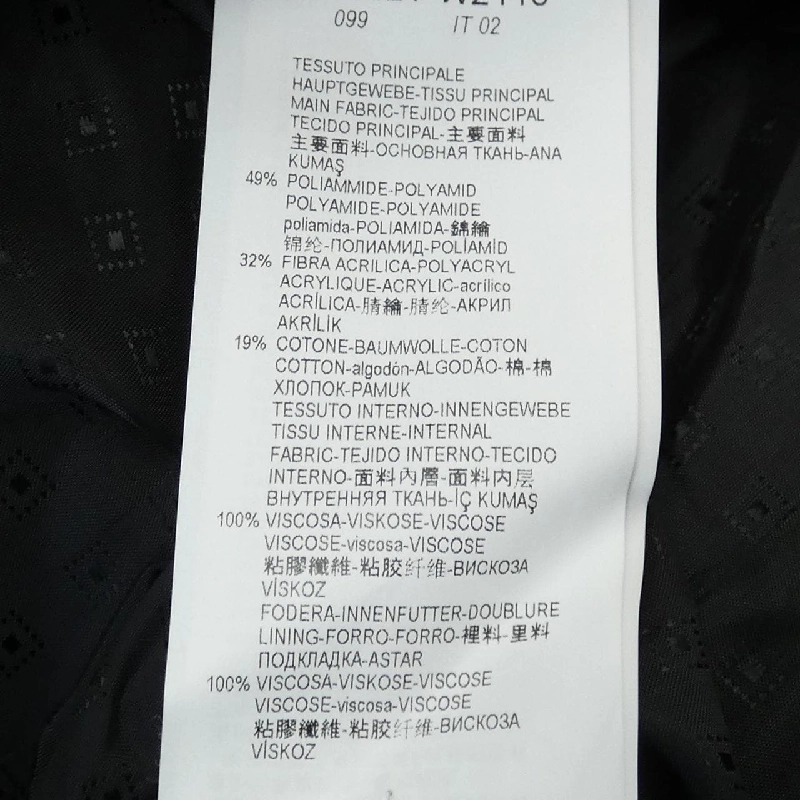 099 IT 02
TESSUTO PRINCIPALE
HAUPTGEWEBE-TISSU PRINCIPAL
MAIN FABRIC-TEJIDO PRINCIPAL
TECIDO PRINCIPAL-主要面料
主要面料-ОСНОВНАЯ ТКАНЬ-ANA
KUMAŞ
49% POLIAMMIDE-POLYAMID
POLYAMIDE-POLYAMIDE
poliamida-POLIAMIDA-錦綸
锦纶-ПОЛИАМИД-POLİAMİD
32% FIBRA ACRILICA-POLYACRYL
ACRYLIQUE-ACRYLIC-acrílico
ACRÍLICA-腈綸-腈纶-АКРИЛ
AKRİLİK
19% COTONE-BAUMWOLLE-COTON
COTTON-algodón-ALGODÃO-棉-棉
ХЛОПОК-PAMUK
TESSUTO INTERNO-INNENGEWEBE
TISSU INTERNE-INTERNAL
FABRIC-TEJIDO INTERNO-TECIDO
INTERNO-面料內層-面料内层
ВНУТРЕННЯЯ ТКАНЬ-İÇ KUMAŞ
100% VISCOSA-VISKOSE-VISCOSE
VISCOSE-viscosa-VISCOSE
粘膠纖維-粘胶纤维-ВИСКОЗА
VİSKOZ
FODERA-INNENFUTTER-DOUBLURE
LINING-FORRO-FORRO-裡料-里料
ПОДКЛАДКА-ASTAR
100% VISCOSA-VISKOSE-VISCOSE
VISCOSE-viscosa-VISCOSE
粘膠纖維-粘胶纤维-ВИСКОЗА
VİSKOZ